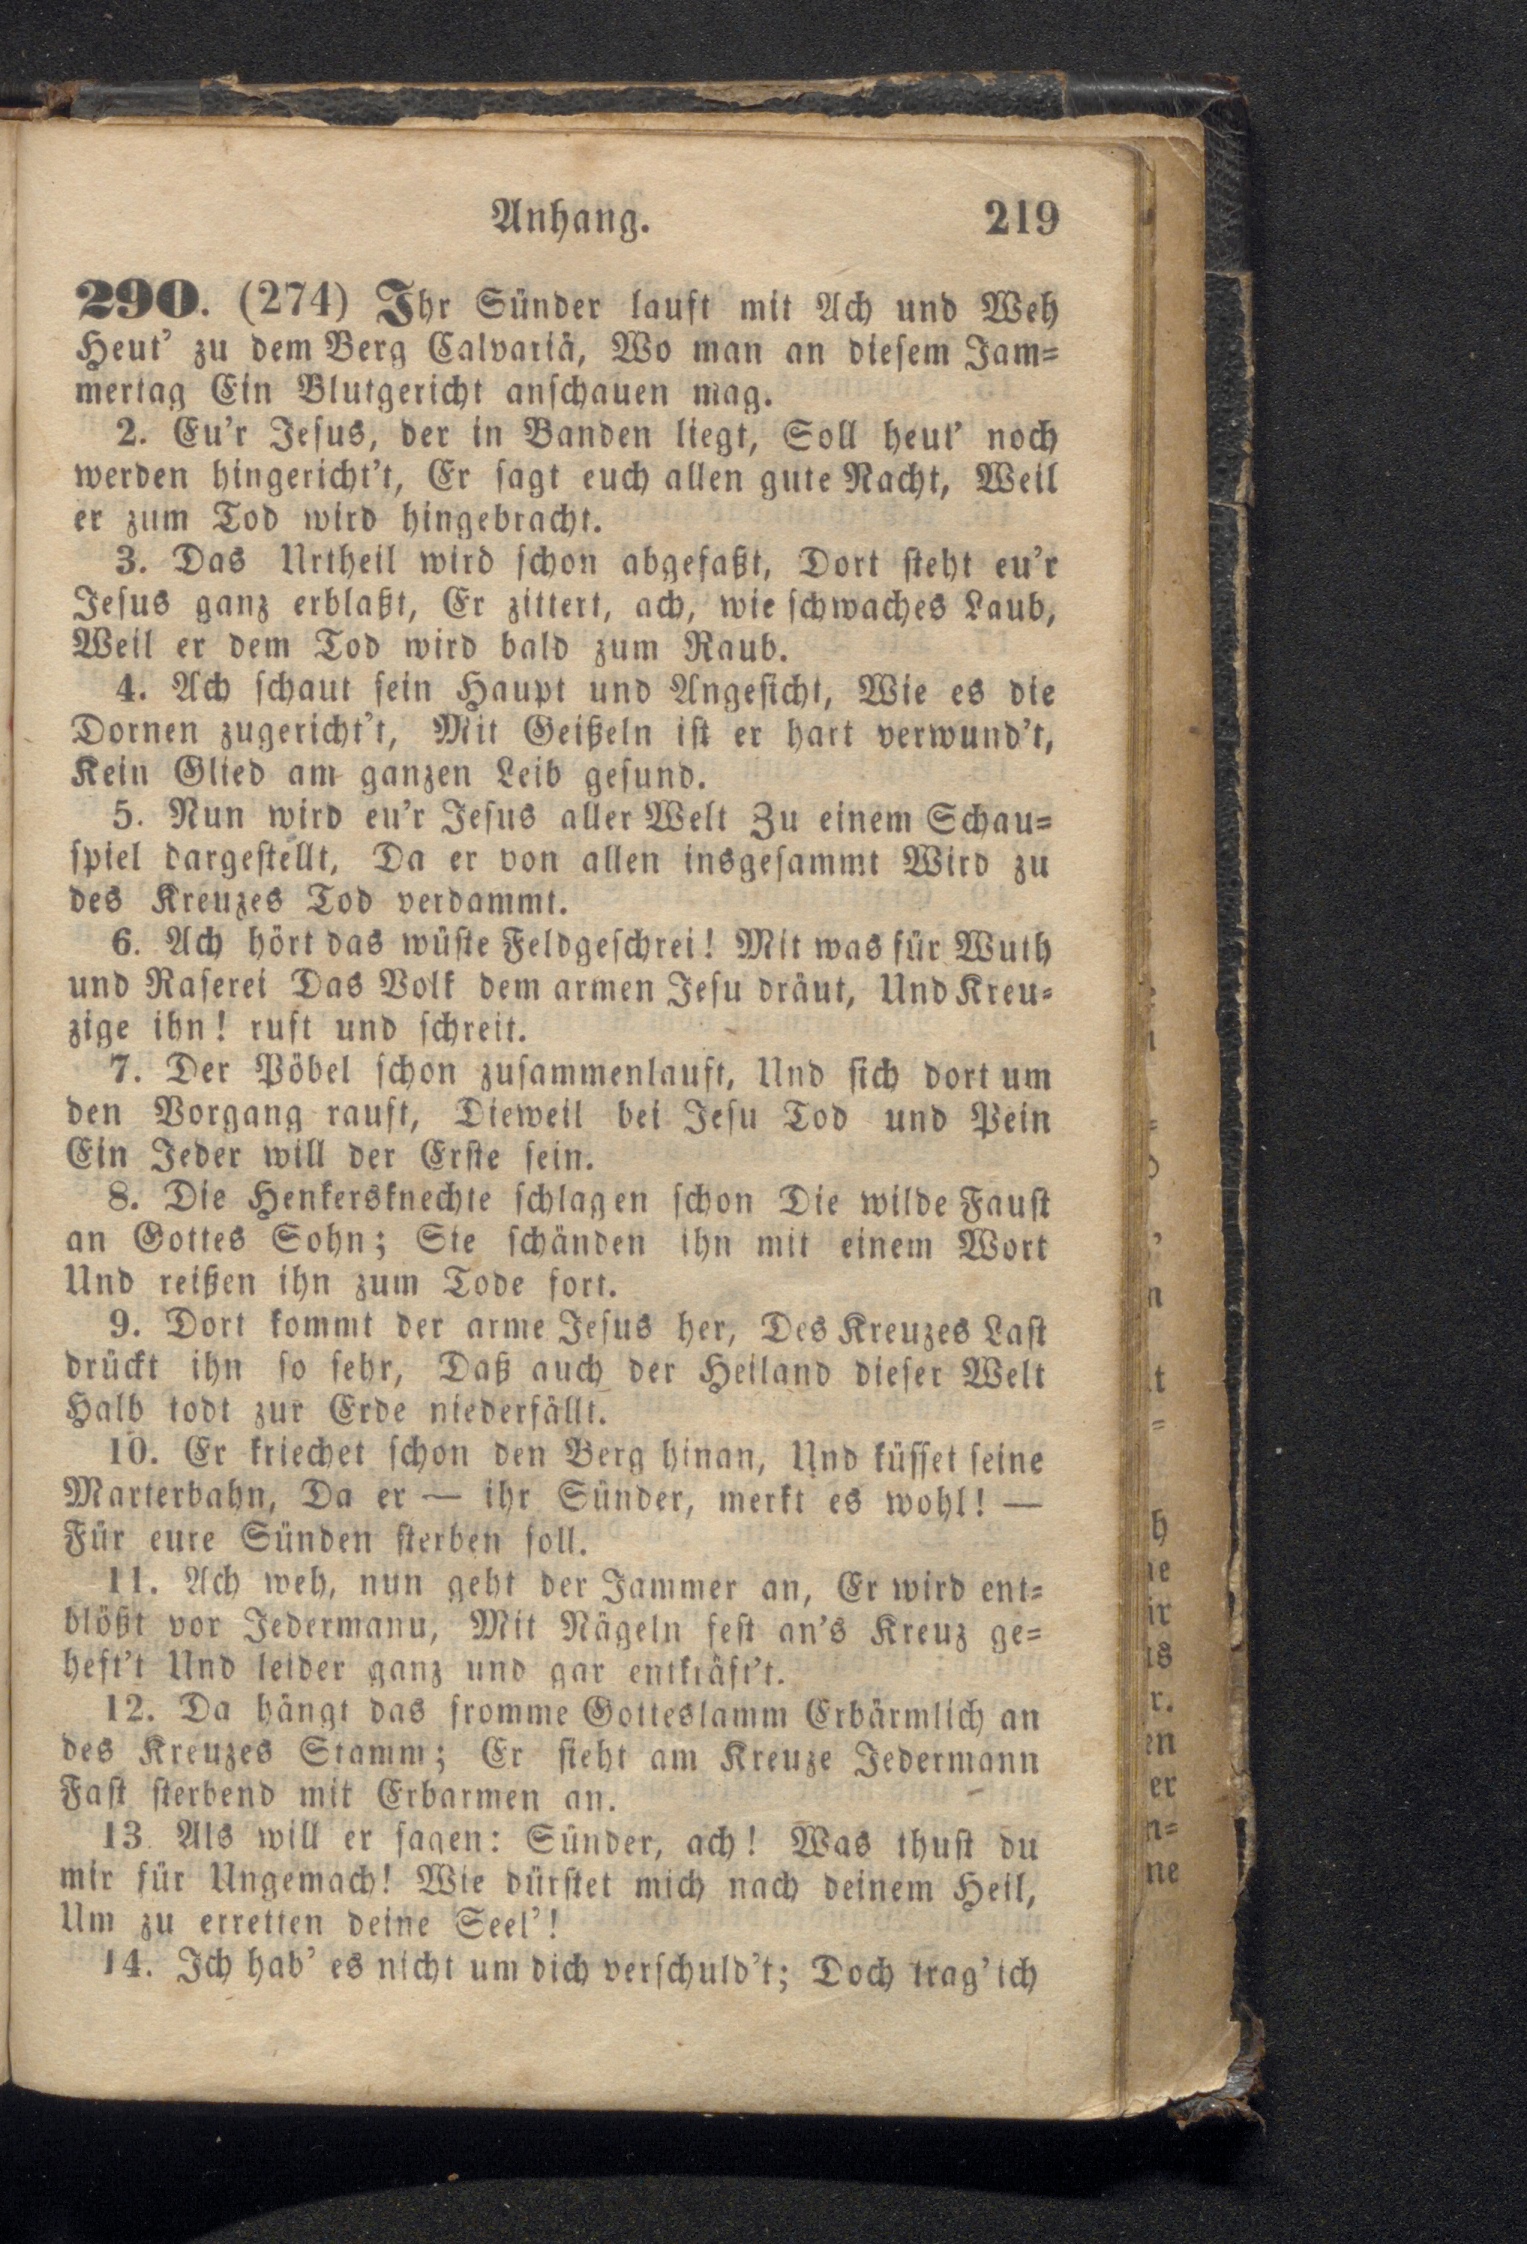 Anhang. 219
290. (274) Ihr Sünder lauft mit Ach und Weh
Heut' zu dem Berg Calvariä, Wo man an diesem Jam=
mertag Ein Blutgericht anschauen mag.
2. Eu'r Jesus, der in Banden liegt, Soll heut' noch
werden hingericht't, Er sagt euch allen gute Nacht, Weil
er zum Tod wird hingebracht.
3. Das Urtheil wird schon abgefaßt, Dort steht eu'r
Jesus ganz erblaßt, Er zittert, ach, wie schwaches Laub,
Weil er dem Tod wird bald zum Raub.
4. Ach schaut sein Haupt und Angesicht, Wie es die
Dornen zugericht't, Mit Geißeln ist er hart verwund't,
Kein Glied am ganzen Leib gesund.
5. Nun wird eu'r Jesus aller Welt Zu einem Schau=
spiel dargestellt, Da er von allen insgesammt Wird zu
des Kreuzes Tod verdammt.
6. Ach hört das wüste Feldgeschrei! Mit was für Wuth
und Raserei Das Volk dem armen Jesu dräut, Und Kreu=
zige ihn! ruft und schreit.
7. Der Pöbel schon zusammenlauft, Und sich dort um
den Vorgang rauft, Dieweil bei Jesu Tod und Pein
Ein Jeder will der Erste sein.
8. Die Henkersknechte schlagen schon Die wilde Faust
an Gottes Sohn; Sie schänden ihn mit einem Wort
Und reißen ihn zum Tode fort.
9. Dort kommt der arme Jesus her, Des Kreuzes Last
drückt ihn so sehr, Daß auch der Heiland dieser Welt
Halb todt zur Erde niederfällt.
10. Er kriechet schon den Berg hinan, Und küsset seine
Marterbahn, Da er — ihr Sünder, merkt es wohl! —
Für eure Sünden sterben soll.
11. Ach weh, nun geht der Jammer an, Er wird ent=
blößt vor Jedermann, Mit Nägeln fest an's Kreuz ge=
heft't Und leider ganz und gar entkräft't.
12. Da hängt das fromme Gotteslamm Erbärmlich an
des Kreuzes Stamm; Er sieht am Kreuze Jedermann
Fast sterbend mit Erbarmen an.
13 Als will er sagen: Sünder, ach! Was thust du
mir für Ungemach! Wie dürstet mich nach deinem Heil,
Um zu erretten deine Seel'!
14. Ich hab' es nicht um dich verschuld't; Doch trag' ich